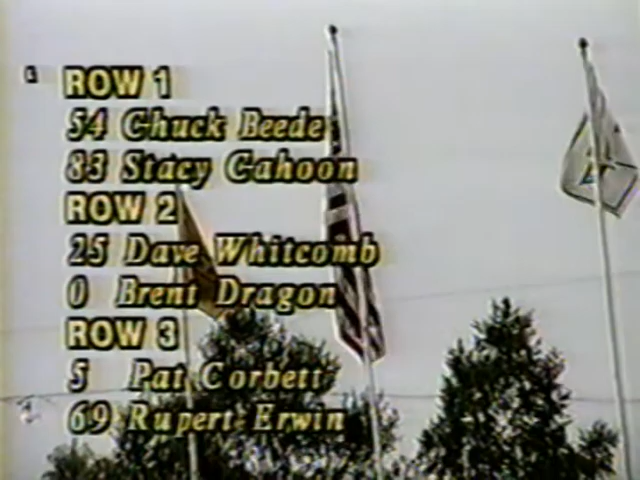 ROW 1
54 Chuck Beede
83 Stacy Cahoon
ROW 2
25 Dave Whitcomb
0 Brent Dragon
ROW 3
5 Pat Corbett
69 Rupert Erwin